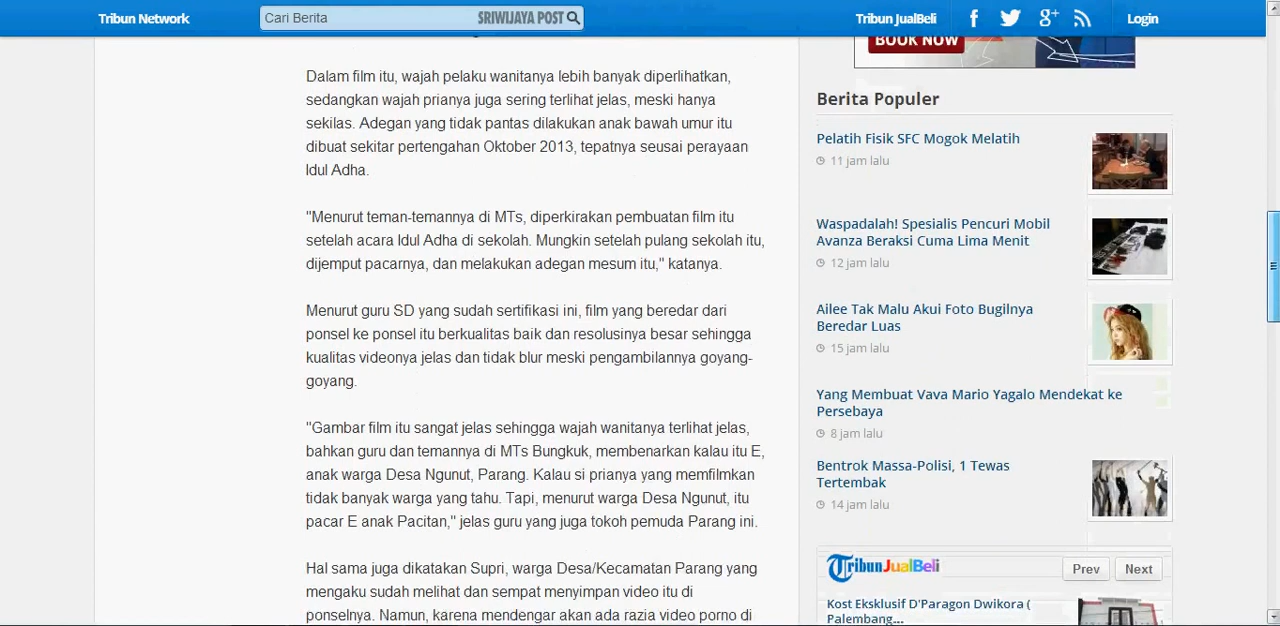 Tribun Network
Cari Berita
SRIWIJAYA POST
Tribun JualBeli
Login
Dalam film itu, wajah pelaku wanitanya lebih banyak diperlihatkan,
sedangkan wajah prianya juga sering terlihat jelas, meski hanya
sekilas. Adegan yang tidak pantas dilakukan anak bawah umur itu
dibuat sekitar pertengahan Oktober 2013, tepatnya seusai perayaan
Idul Adha.
"Menurut teman-temannya di MTs, diperkirakan pembuatan film itu
setelah acara Idul Adha di sekolah. Mungkin setelah pulang sekolah itu,
dijemput pacarnya, dan melakukan adegan mesum itu," katanya.
Menurut guru SD yang sudah sertifikasi ini, film yang beredar dari
ponsel ke ponsel itu berkualitas baik dan resolusinya besar sehingga
kualitas videonya jelas dan tidak blur meski pengambilannya goyang-
goyang.
"Gambar film itu sangat jelas sehingga wajah wanitanya terlihat jelas,
bahkan guru dan temannya di MTs Bungkuk, membenarkan kalau itu E,
anak warga Desa Ngunut, Parang. Kalau si prianya yang memfilmkan
tidak banyak warga yang tahu. Tapi, menurut warga Desa Ngunut, itu
pacar E anak Pacitan," jelas guru yang juga tokoh pemuda Parang ini.
Hal sama juga dikatakan Supri, warga Desa/Kecamatan Parang yang
mengaku sudah melihat dan sempat menyimpan video itu di
ponselnya. Namun, karena mendengar akan ada razia video porno di
BOOK NOW
Berita Populer
Pelatih Fisik SFC Mogok Melatih
11 jam lalu
Waspadalah! Spesialis Pencuri Mobil
Avanza Beraksi Cuma Lima Menit
12 jam lalu
Ailee Tak Malu Akui Foto Bugilnya
Beredar Luas
15 jam lalu
Yang Membuat Vava Mario Yagalo Mendekat ke
Persebaya
8 jam lalu
Bentrok Massa-Polisi, 1 Tewas
Tertembak
14 jam lalu
TribunJualBeli
Prev
Next
Kost Eksklusif D'Paragon Dwikora (
Palembang...